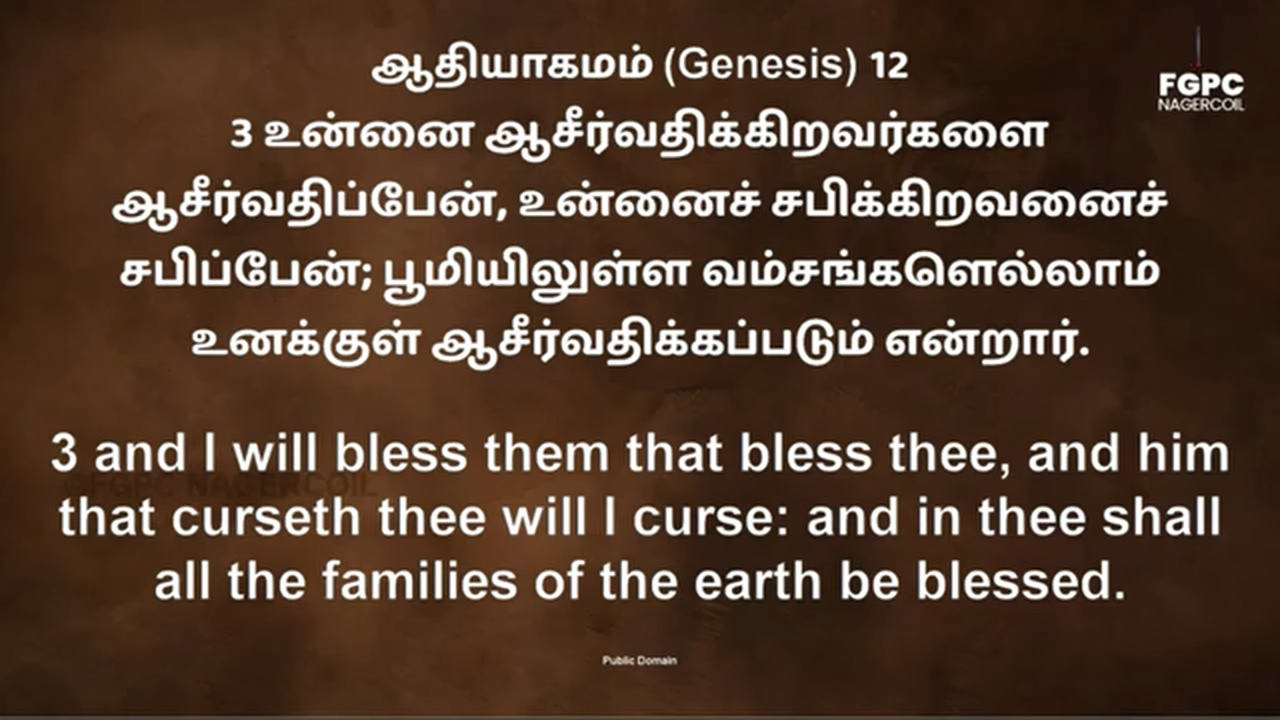 ஆதியாகமம் (Genesis) 12
FGPC
NAGERCOIL
3 உன்னை ஆசீர்வதிக்கிறவர்களை
ஆசீர்வதிப்பேன், உன்னைச் சபிக்கிறவனைச்
சபிப்பேன்; பூமியிலுள்ள வம்சங்களெல்லாம்
உனக்குள் ஆசீர்வதிக்கப்படும் என்றார்.
3 and I will bless them that bless thee, and him
©FGPC NAGERCOIL
that curseth thee will I curse: and in thee shall
all the families of the earth be blessed.
Public Domain